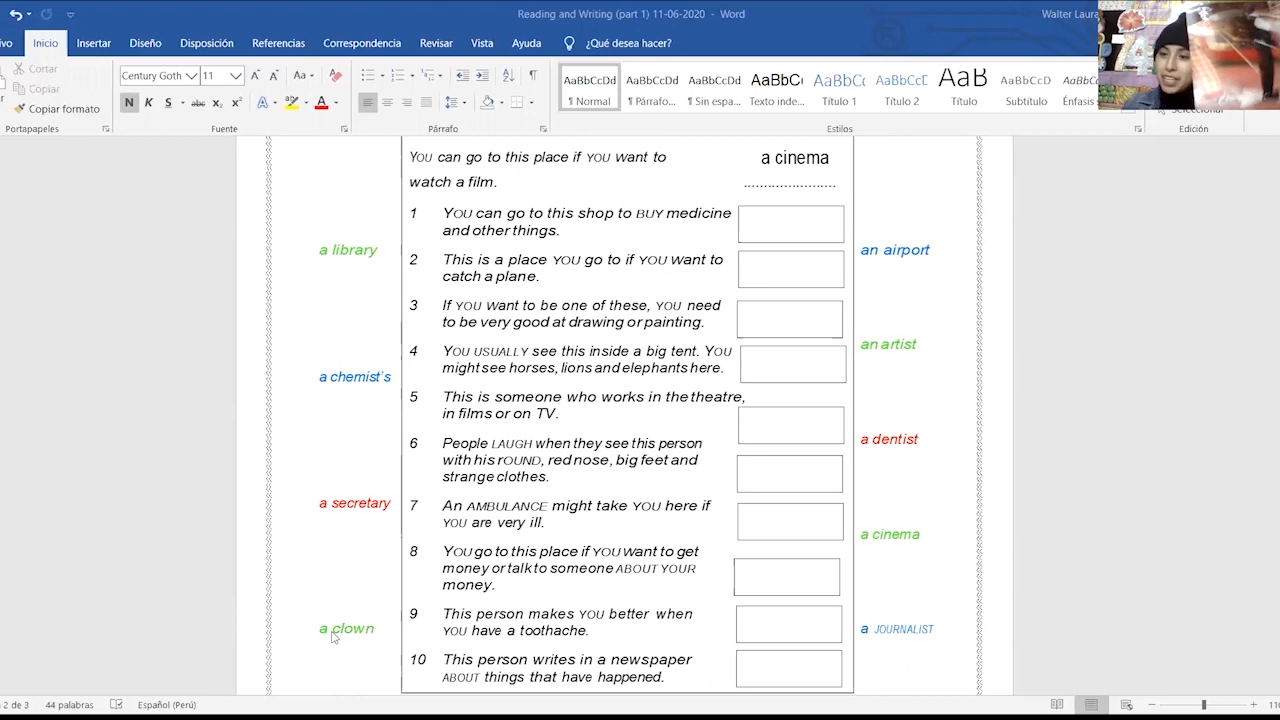 Reading and Writing (part 1) 11-06-2020 - Word
Walter Laura
Inicio Insertar Diseño Disposición Referencias Correspondencia Revisar Vista Ayuda ¿Qué desea hacer?
Cortar
Copiar
Copiar formato
Portapapeles
Century Goth 11
N K S abc x₂ x²
Fuente
Párrafo
AaBbCcDd AaBbCcDd AaBbCcDd AaBbC AaBbCcC AaBbCcD AaB AaBbCcD
¶ Normal ¶ Párrafo... ¶ Sin espa... Texto inde... Título 1 Título 2 Título Subtítulo Énfasis
Estilos
Edición
YOU can go to this place if YOU want to
watch a film.
a cinema
.......................
1 YOU can go to this shop to BUY medicine
and other things.
2 This is a place YOU go to if YOU want to
catch a plane.
3 If YOU want to be one of these, YOU need
to be very good at drawing or painting.
4 YOU USUALLY see this inside a big tent. YOU
might see horses, lions and elephants here.
5 This is someone who works in the theatre,
in films or on TV.
6 People LAUGH when they see this person
with his rOUND, red nose, big feet and
strange clothes.
7 An AMBULANCE might take YOU here if
YOU are very ill.
8 YOU go to this place if YOU want to get
money or talk to someone ABOUT YOUR
money.
9 This person makes YOU better when
YOU have a toothache.
10 This person writes in a newspaper
ABOUT things that have happened.
a library
a chemist's
a secretary
a clown
an airport
an artist
a dentist
a cinema
a JOURNALIST
2 de 3 44 palabras Español (Perú)